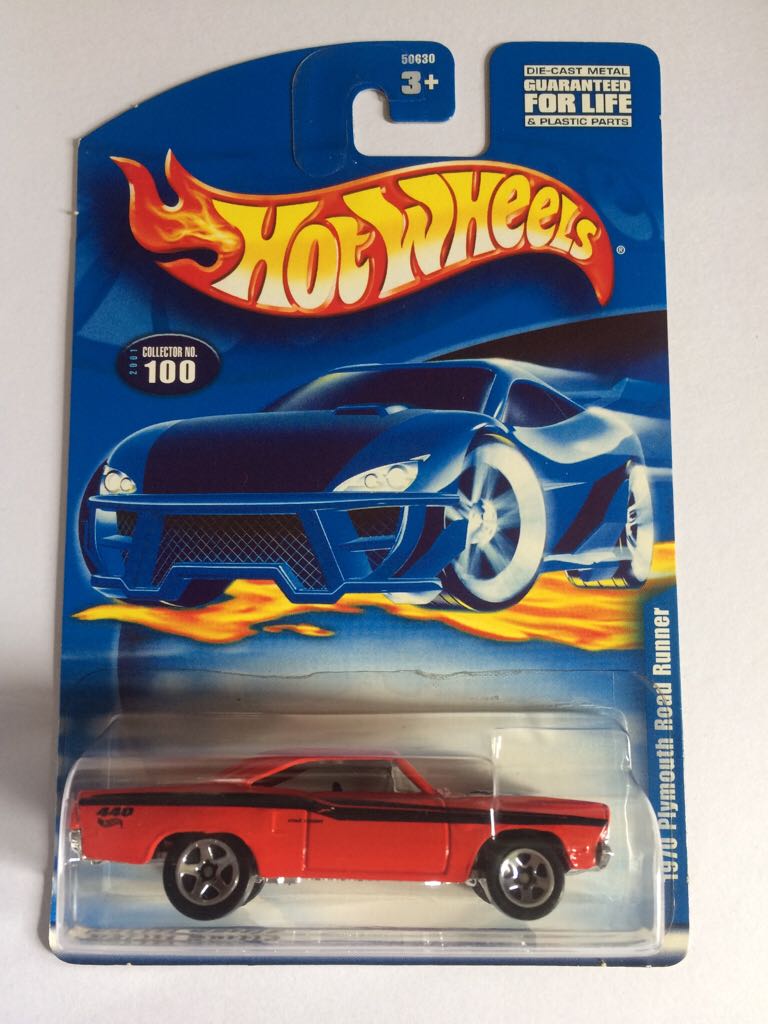 50630
3+
DIE-CAST METAL
GUARANTEED
FOR LIFE
& PLASTIC PARTS
Hot Wheels®
2001
COLLECTOR NO.
100
1970 Plymouth Road Runner
440